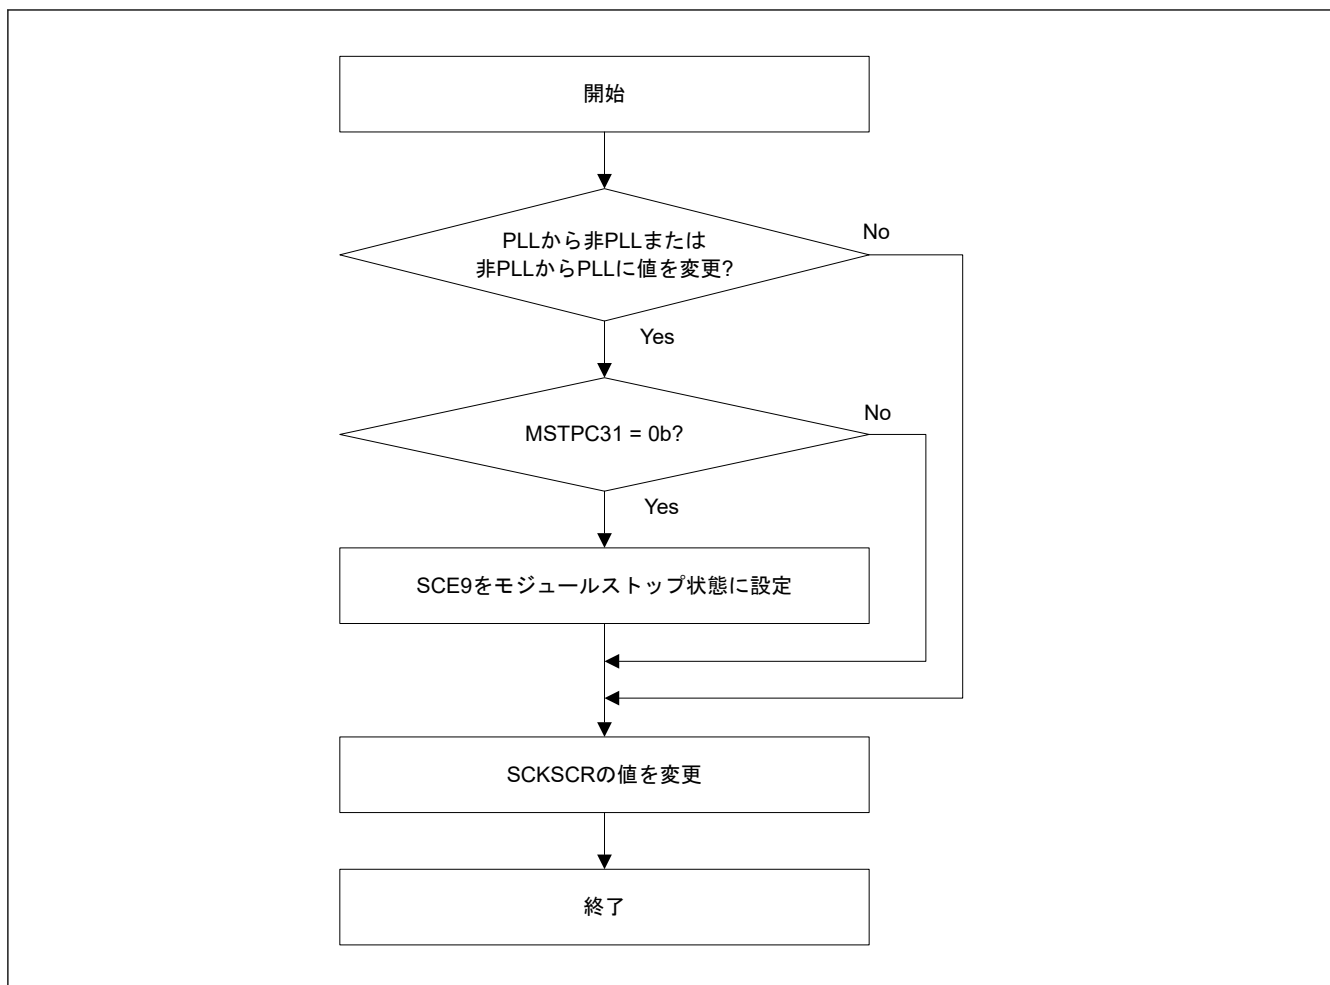 開始
PLLから非PLLまたは
非PLLからPLLに値を変更?
No
Yes
MSTPC31 = 0b?
No
Yes
SCE9をモジュールストップ状態に設定
SCKSCRの値を変更
終了